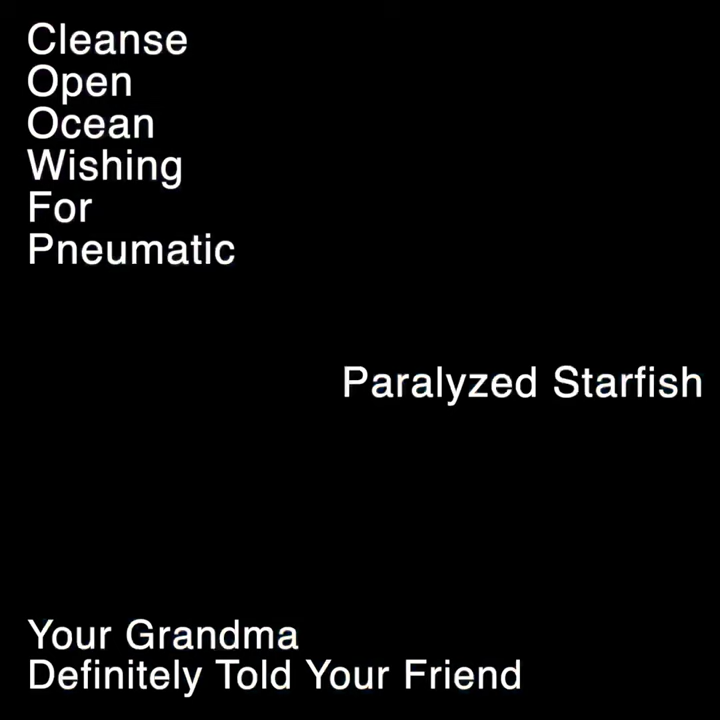 Cleanse
Open
Ocean
Wishing
For
Pneumatic
Paralyzed Starfish
Your Grandma
Definitely Told Your Friend